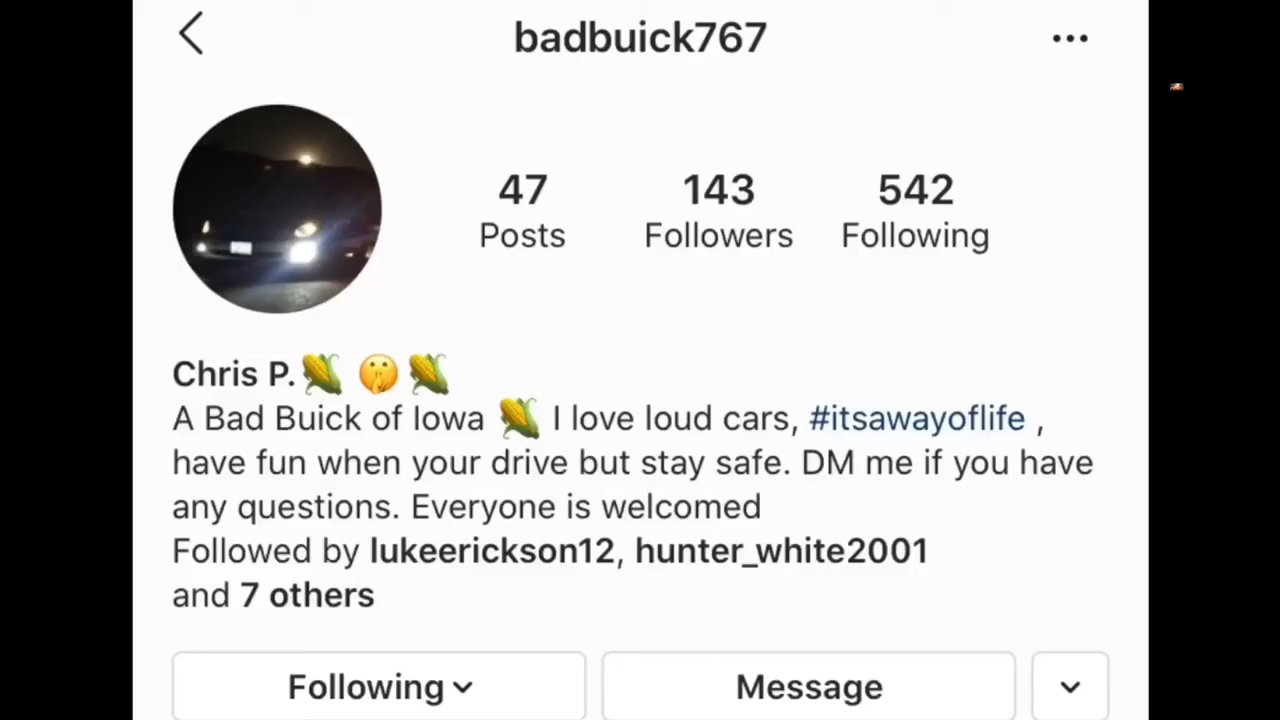 badbuick767
47 143 542
Posts Followers Following
Chris P.🌽 🤫 🌽
A Bad Buick of Iowa 🌽 I love loud cars, #itsawayoflife ,
have fun when your drive but stay safe. DM me if you have
any questions. Everyone is welcomed
Followed by lukeerickson12, hunter_white2001
and 7 others
Following Message